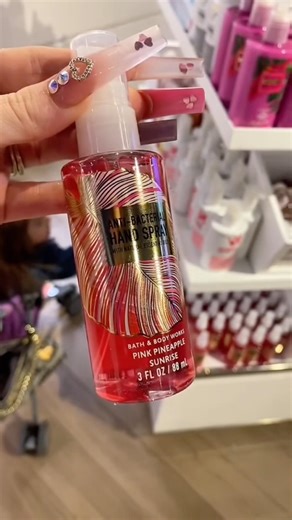 ANTI-BACTERIAL
HAND SPRAY
BATH & BODY WORKS
PINK PINEAPPLE
SUNRISE
3 FL OZ / 88 mL